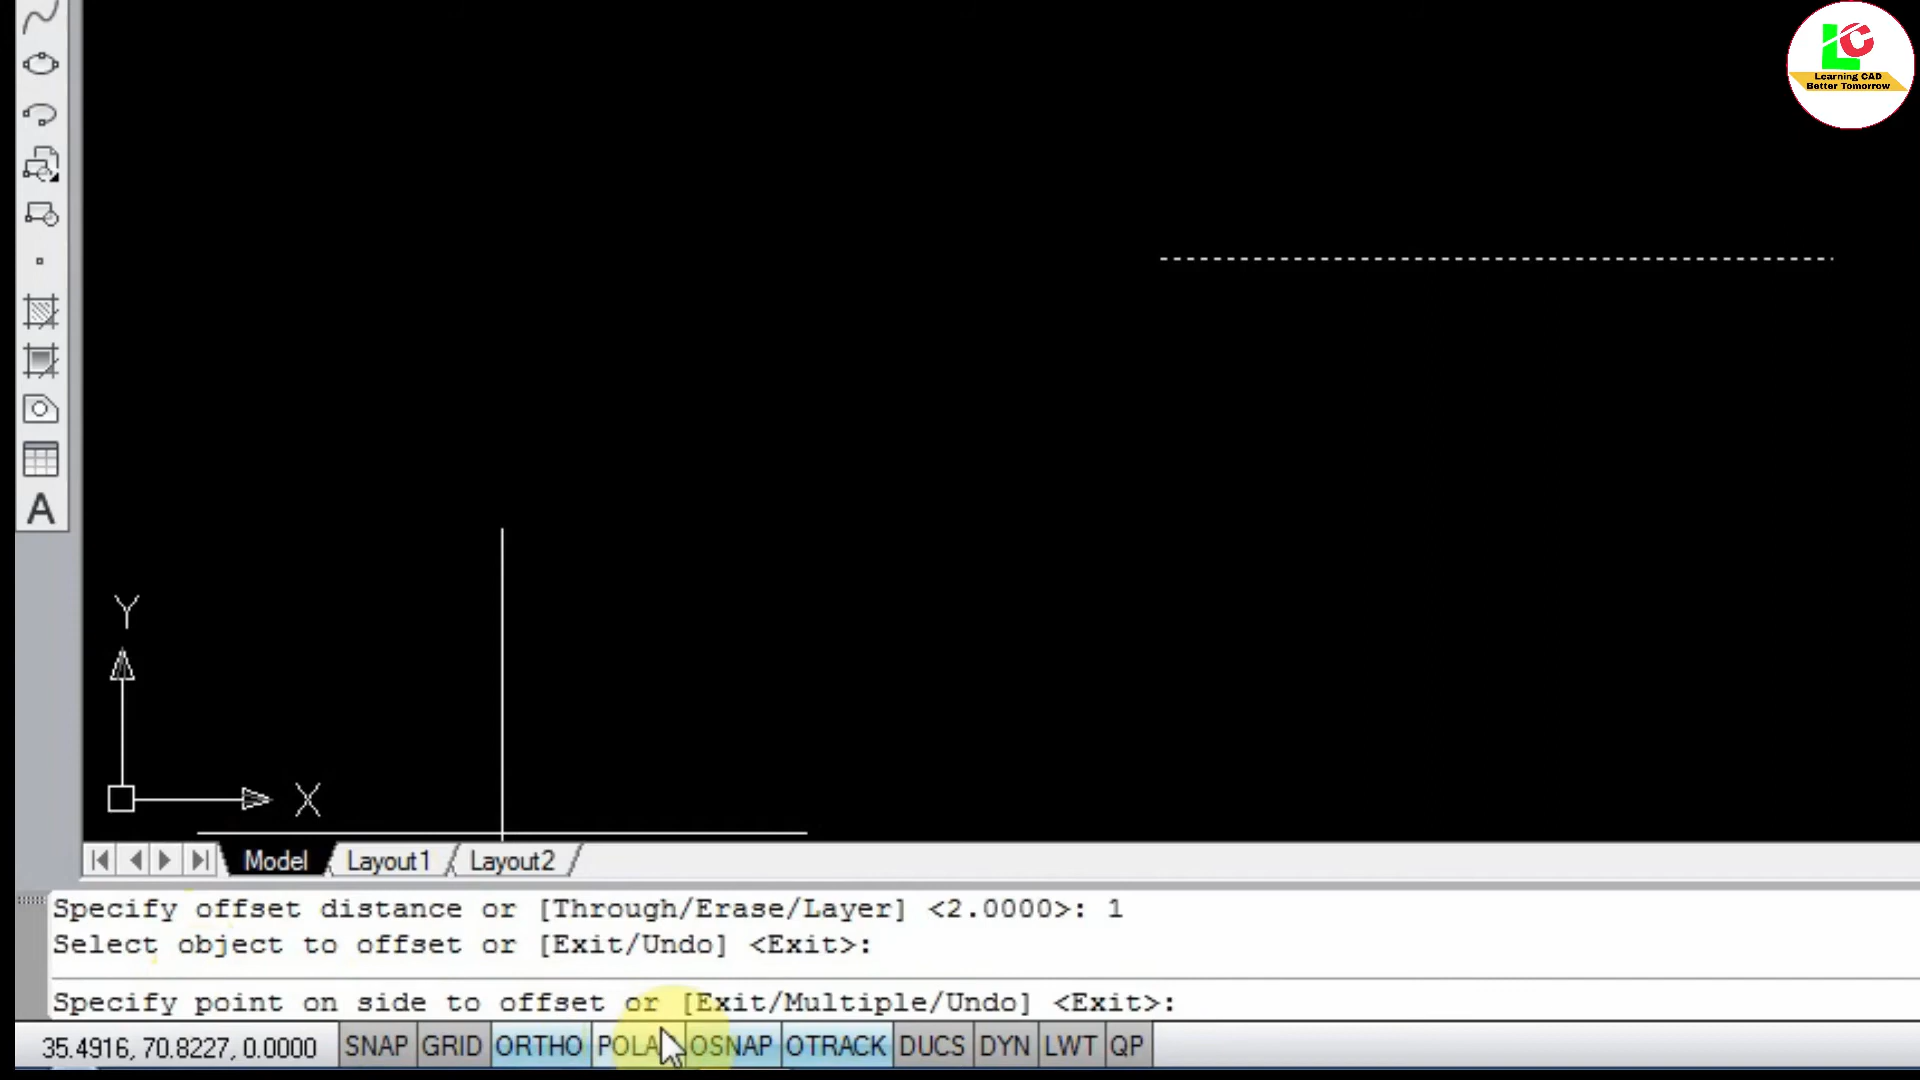 LC
Learning CAD
Better Tomorrow
A
Y
X
Model Layout1 Layout2
Specify offset distance or [Through/Erase/Layer] <2.0000>: 1
Select object to offset or [Exit/Undo] <Exit>:
Specify point on side to offset or [Exit/Multiple/Undo] <Exit>:
35.4916, 70.8227, 0.0000 SNAP GRID ORTHO POLA OSNAP OTRACK DUCS DYN LWT QP